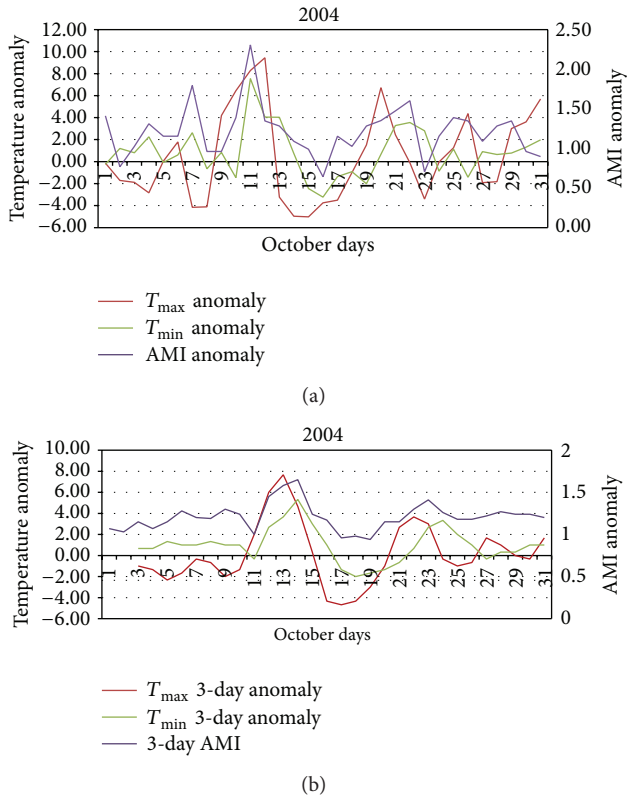 2004
12.00
10.00
8.00
6.00
4.00
2.00
0.00
−2.00
−4.00
−6.00
Temperature anomaly
2.50
2.00
1.50
1.00
0.50
0.00
AMI anomaly
1 3 5 7 9 11 13 15 17 19 21 23 25 27 29 31
October days
Tmax anomaly
Tmin anomaly
AMI anomaly
(a)
2004
10.00
8.00
6.00
4.00
2.00
0.00
−2.00
−4.00
−6.00
Temperature anomaly
2
1.5
1
0.5
0
AMI anomaly
1 3 5 7 9 11 13 15 17 19 21 23 25 27 29 31
October days
Tmax 3-day anomaly
Tmin 3-day anomaly
3-day AMI
(b)